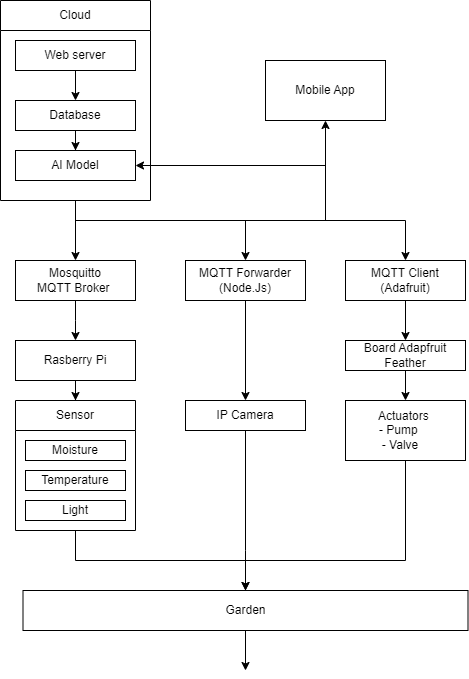 Cloud
Web server
Database
AI Model
Mobile App
Mosquitto
MQTT Broker
MQTT Forwarder
(Node.Js)
MQTT Client
(Adafruit)
Rasberry Pi
Board Adapfruit
Feather
Sensor
Moisture
Temperature
Light
IP Camera
Actuators
- Pump
- Valve
Garden